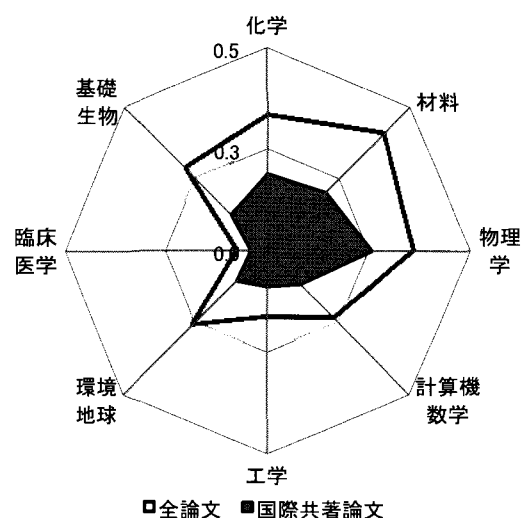 化学
0.5
基礎
生物
材料
0.3
臨床
医学
0.0
物理
学
環境
地球
計算機
数学
工学
全論文 国際共著論文